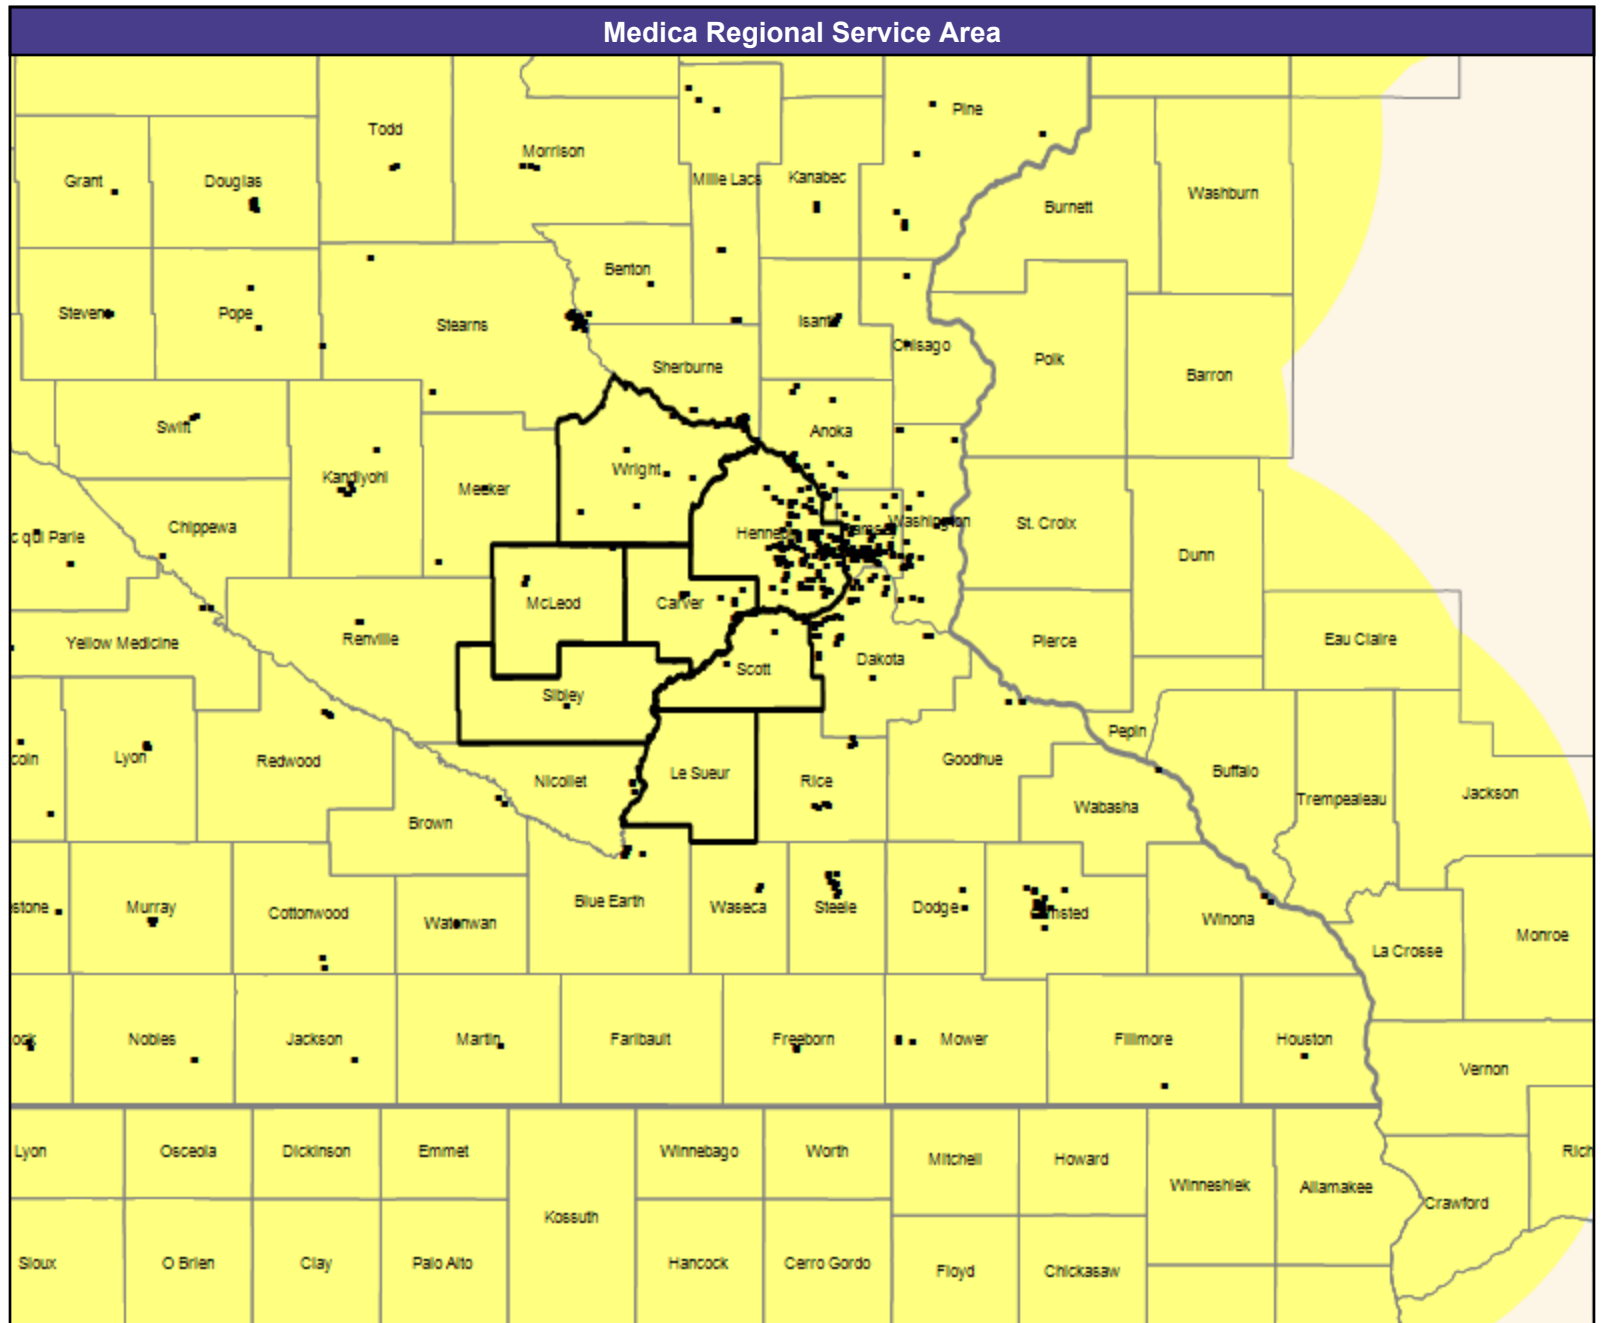 Medica Regional Service Area
Pine
Todd
Morrison
Grant
Douglas
Mille Lacs
Kanabec
Burnett
Washburn
Benton
Pope
Stearns
Chisago
Sherburne
Polk
Barron
Swift
Anoka
Kandiyohi
Wright
Meeker
Washington
St. Croix
Chippewa
c qui Parle
Dunn
McLeod
Carver
Renville
Yellow Medicine
Pierce
Eau Claire
Scott
Dakota
Sibley
Pepin
coln
Lyon
Redwood
Nicollet
Le Sueur
Rice
Goodhue
Buffalo
Trempealeau
Jackson
Wabasha
Brown
stone
Murray
Cottonwood
Watonwan
Blue Earth
Waseca
Steele
Dodge
Winona
La Crosse
Monroe
Nobles
Jackson
Martin
Faribault
Freeborn
Mower
Fillmore
Houston
Vernon
Lyon
Osceola
Dickinson
Emmet
Winnebago
Worth
Mitchell
Howard
Rich
Winneshiek
Allamakee
Crawford
Kossuth
Sioux
O Brien
Clay
Palo Alto
Hancock
Cerro Gordo
Floyd
Chickasaw